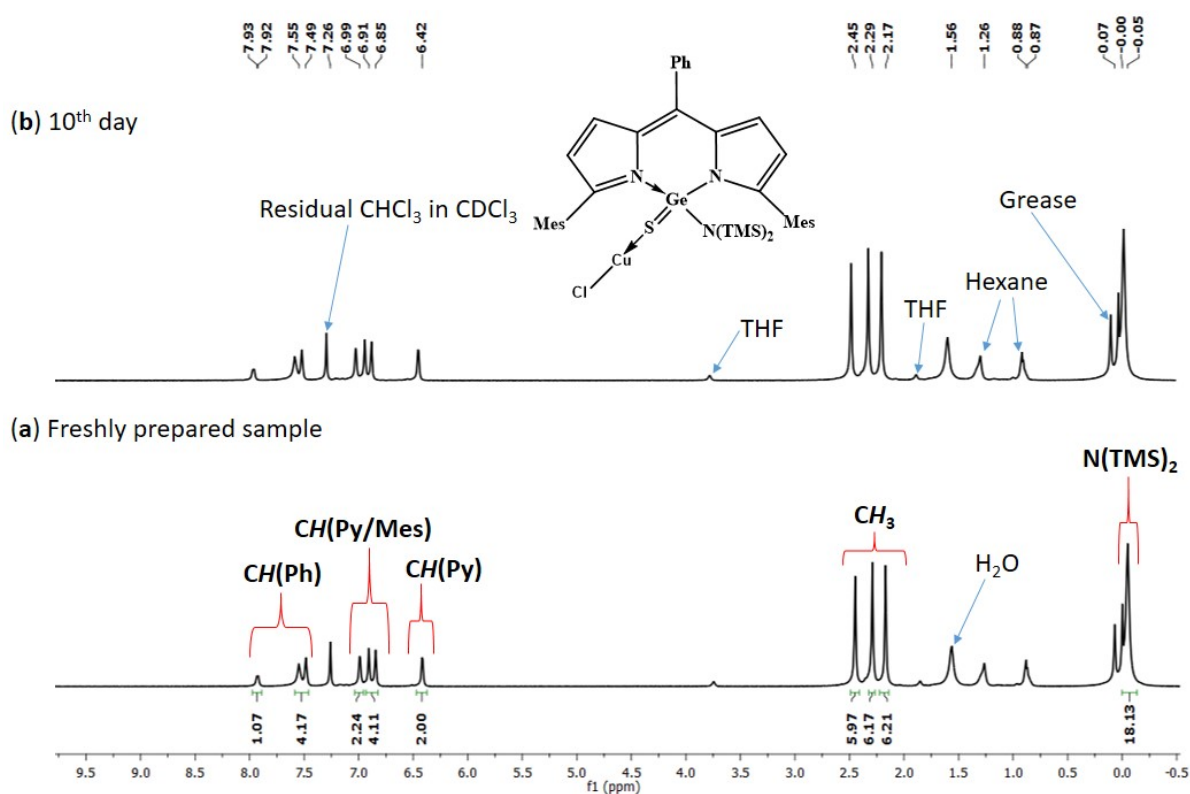 7.93 7.92 7.55 7.49 7.26 6.99 6.91 6.85 6.42 2.45 2.29 2.17 1.56 1.26 0.88 0.87 0.07 -0.00 -0.05
(b) 10th day
Ph
N N
Ge
Mes Mes
S N(TMS)2
Cu
Cl
Residual CHCl3 in CDCl3
Grease
Hexane
THF
THF
(a) Freshly prepared sample
N(TMS)2
CH(Py/Mes)
CH3
CH(Ph)
CH(Py)
H2O
1.07 4.17 2.24 4.11 2.00 5.97 6.17 6.21 18.13
9.5 9.0 8.5 8.0 7.5 7.0 6.5 6.0 5.5 5.0 4.5 4.0 3.5 3.0 2.5 2.0 1.5 1.0 0.5 0.0 -0.5
f1 (ppm)